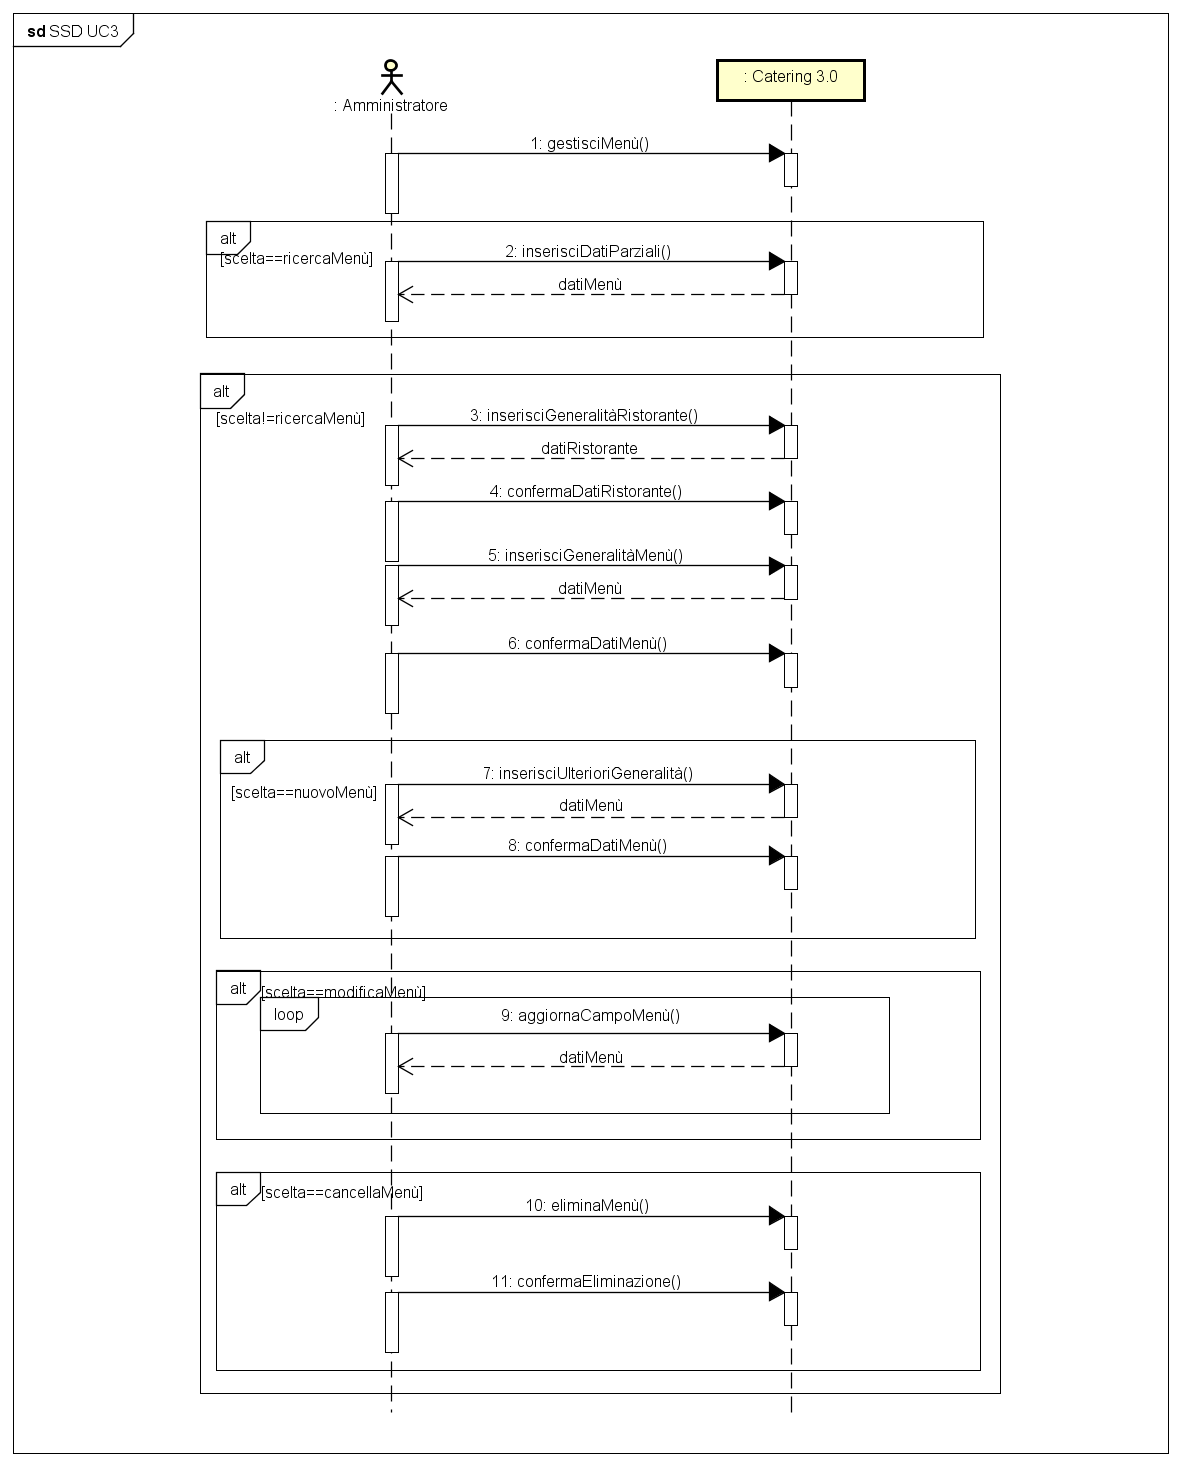 sd SSD UC3
: Amministratore
: Catering 3.0
1: gestisciMenù()
alt
[scelta==ricercaMenù]
2: inserisciDatiParziali()
datiMenù
alt
[scelta!=ricercaMenù]
3: inserisciGeneralitàRistorante()
datiRistorante
4: confermaDatiRistorante()
5: inserisciGeneralitàMenù()
datiMenù
6: confermaDatiMenù()
alt
[scelta==nuovoMenù]
7: inserisciUlterioriGeneralità()
datiMenù
8: confermaDatiMenù()
alt
[scelta==modificaMenù]
loop
9: aggiornaCampoMenù()
datiMenù
alt
[scelta==cancellaMenù]
10: eliminaMenù()
11: confermaEliminazione()